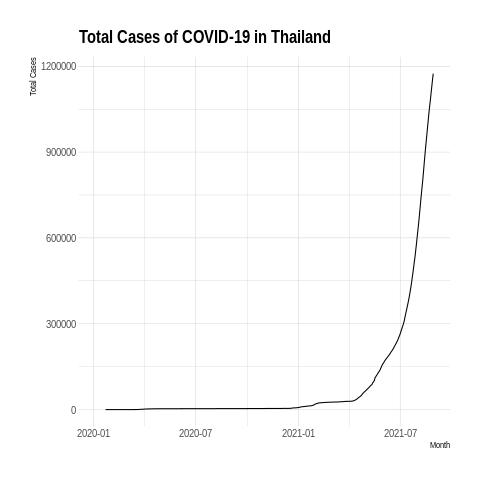 Total Cases of COVID-19 in Thailand
Total Cases
1200000
900000
600000
300000
0
2020-01 2020-07 2021-01 2021-07
Month